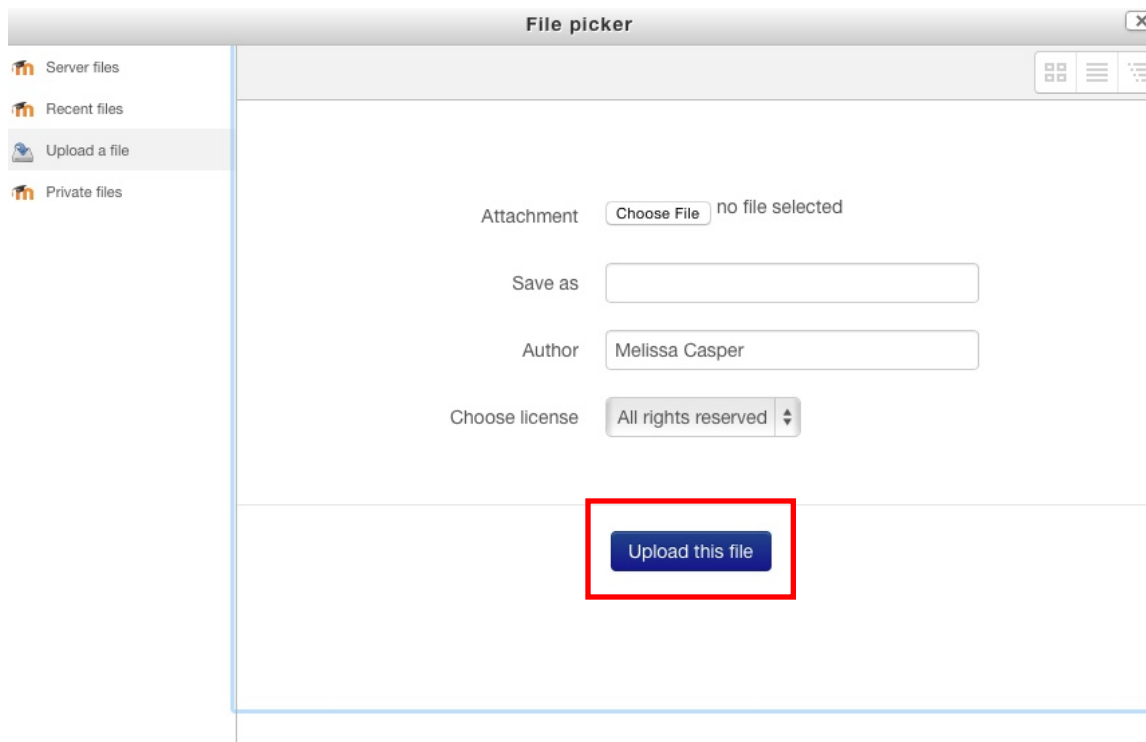 File picker
Server files
Recent files
Upload a file
Private files
Attachment
Choose File no file selected
Save as
Author
Melissa Casper
Choose license
All rights reserved
Upload this file